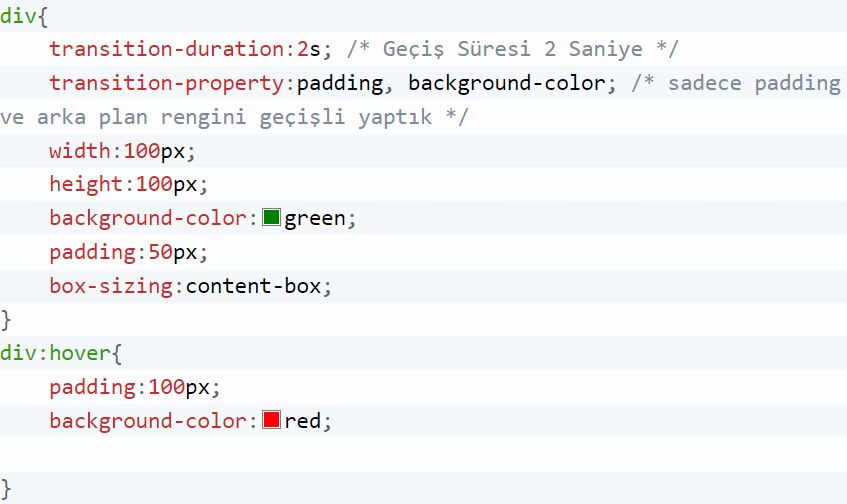 div{
    transition-duration:2s; /* Geçiş Süresi 2 Saniye */
    transition-property:padding, background-color; /* sadece padding
ve arka plan rengini geçişli yaptık */
    width:100px;
    height:100px;
    background-color:green;
    padding:50px;
    box-sizing:content-box;
}
div:hover{
    padding:100px;
    background-color:red;
}